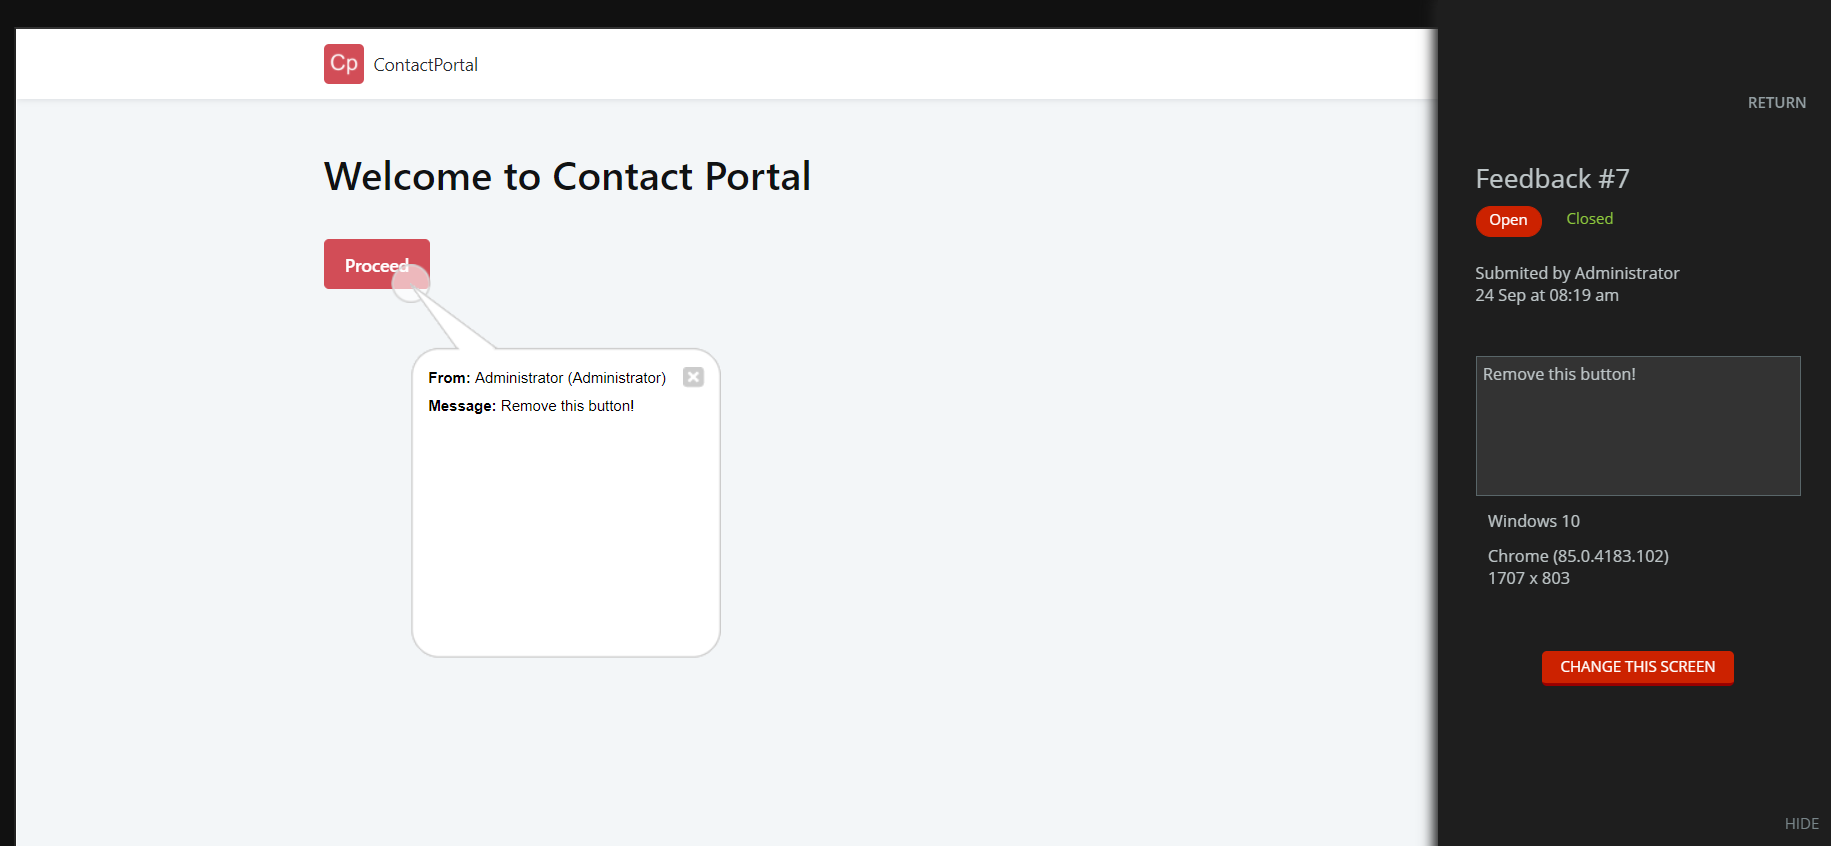 Cp ContactPortal
Welcome to Contact Portal
Proceed
From: Administrator (Administrator)
Message: Remove this button!
RETURN
Feedback #7
Open Closed
Submited by Administrator
24 Sep at 08:19 am
Remove this button!
Windows 10
Chrome (85.0.4183.102)
1707 x 803
CHANGE THIS SCREEN
HIDE